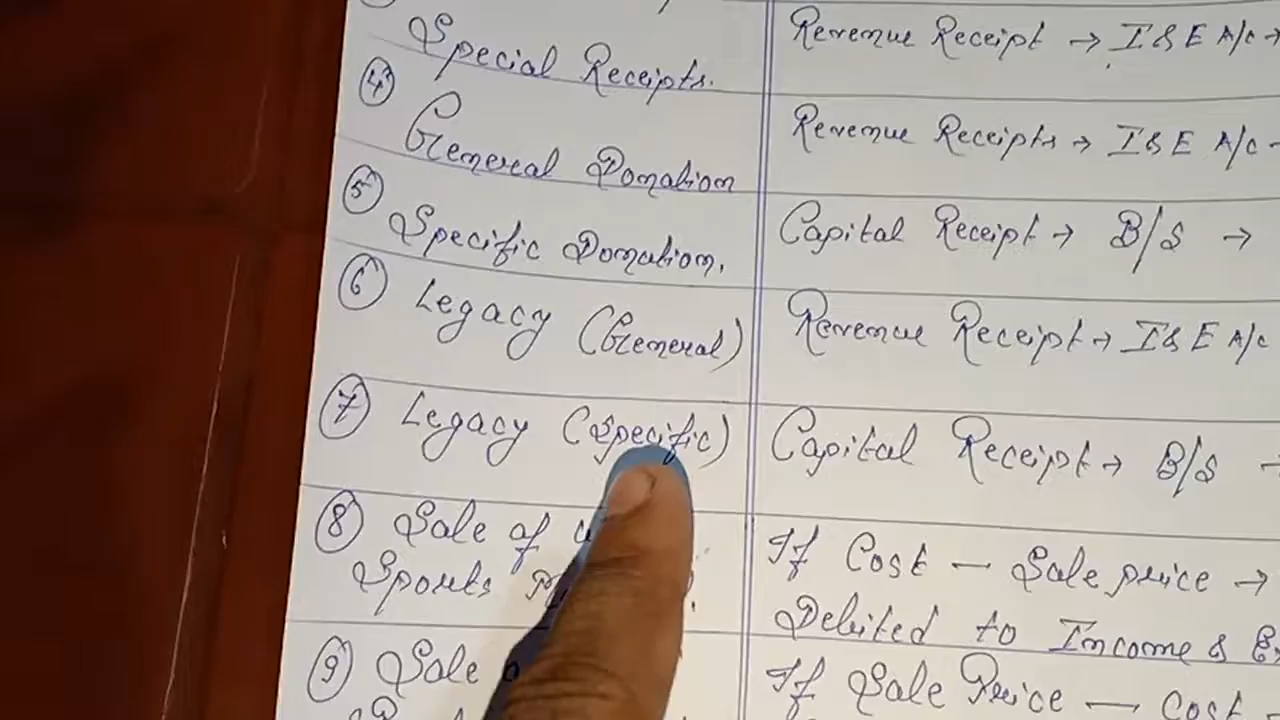 Special Receipts.
Revenue Receipt → I & E A/c →
④ General Donation
Revenue Receipts → I & E A/c -
⑤ Specific Donation.
Capital Receipt → B/S →
⑥ Legacy (General)
Revenue Receipt → I & E A/c
⑦ Legacy (Specific)
Capital Receipt → B/S →
⑧ Sale of
Sports
If Cost — Sale price →
Debited to Income &
⑨ Sale
If Sale Price — Cost -